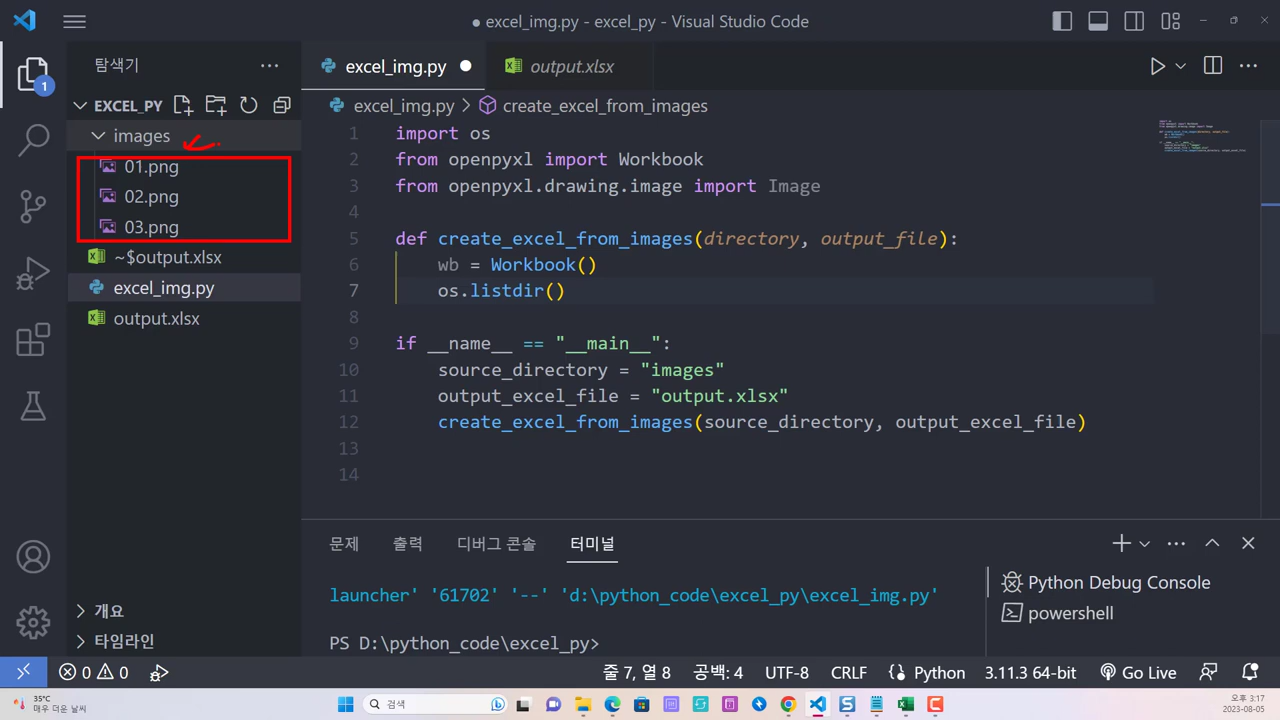 ● excel_img.py - excel_py - Visual Studio Code
탐색기
EXCEL_PY
images
01.png
02.png
03.png
~$output.xlsx
excel_img.py
output.xlsx
개요
타임라인
1
excel_img.py
output.xlsx
excel_img.py > create_excel_from_images
1 import os
2 from openpyxl import Workbook
3 from openpyxl.drawing.image import Image
4
5 def create_excel_from_images(directory, output_file):
6 wb = Workbook()
7 os.listdir()
8
9 if __name__ == "__main__":
10 source_directory = "images"
11 output_excel_file = "output.xlsx"
12 create_excel_from_images(source_directory, output_excel_file)
13
14
문제 출력 디버그 콘솔 터미널
launcher' '61702' '--' 'd:\python_code\excel_py\excel_img.py'
PS D:\python_code\excel_py>
Python Debug Console
powershell
0 0 줄 7, 열 8 공백: 4 UTF-8 CRLF Python 3.11.3 64-bit Go Live
35°C
매우 더운 날씨
검색
오후 3:17
2023-08-05